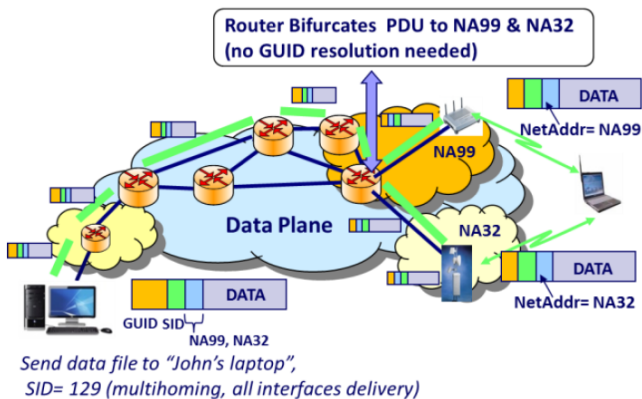 Router Bifurcates PDU to NA99 & NA32
(no GUID resolution needed)
DATA
NetAddr= NA99
NA99
Data Plane
NA32
DATA
NetAddr= NA32
DATA
GUID SID
NA99, NA32
Send data file to “John’s laptop”,
SID= 129 (multihoming, all interfaces delivery)